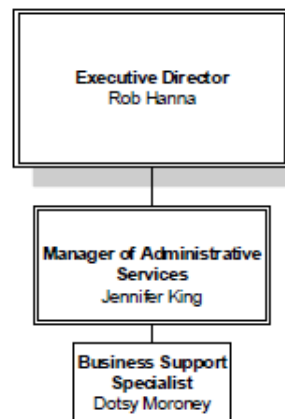 Executive Director
Rob Hanna
Manager of Administrative
Services
Jennifer King
Business Support
Specialist
Dotsy Moroney